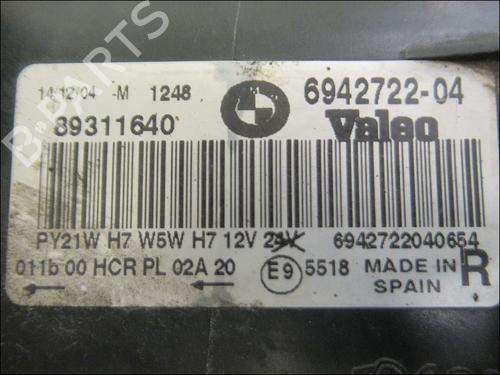 B-PARTS
14/12/04 -M 1248
6942722-04
89311640
Valeo
PY21W H7 W5W H7 12V 24V 6942722040654
011b 00 HCR PL 02A 20 E9 5518 MADE IN SPAIN R